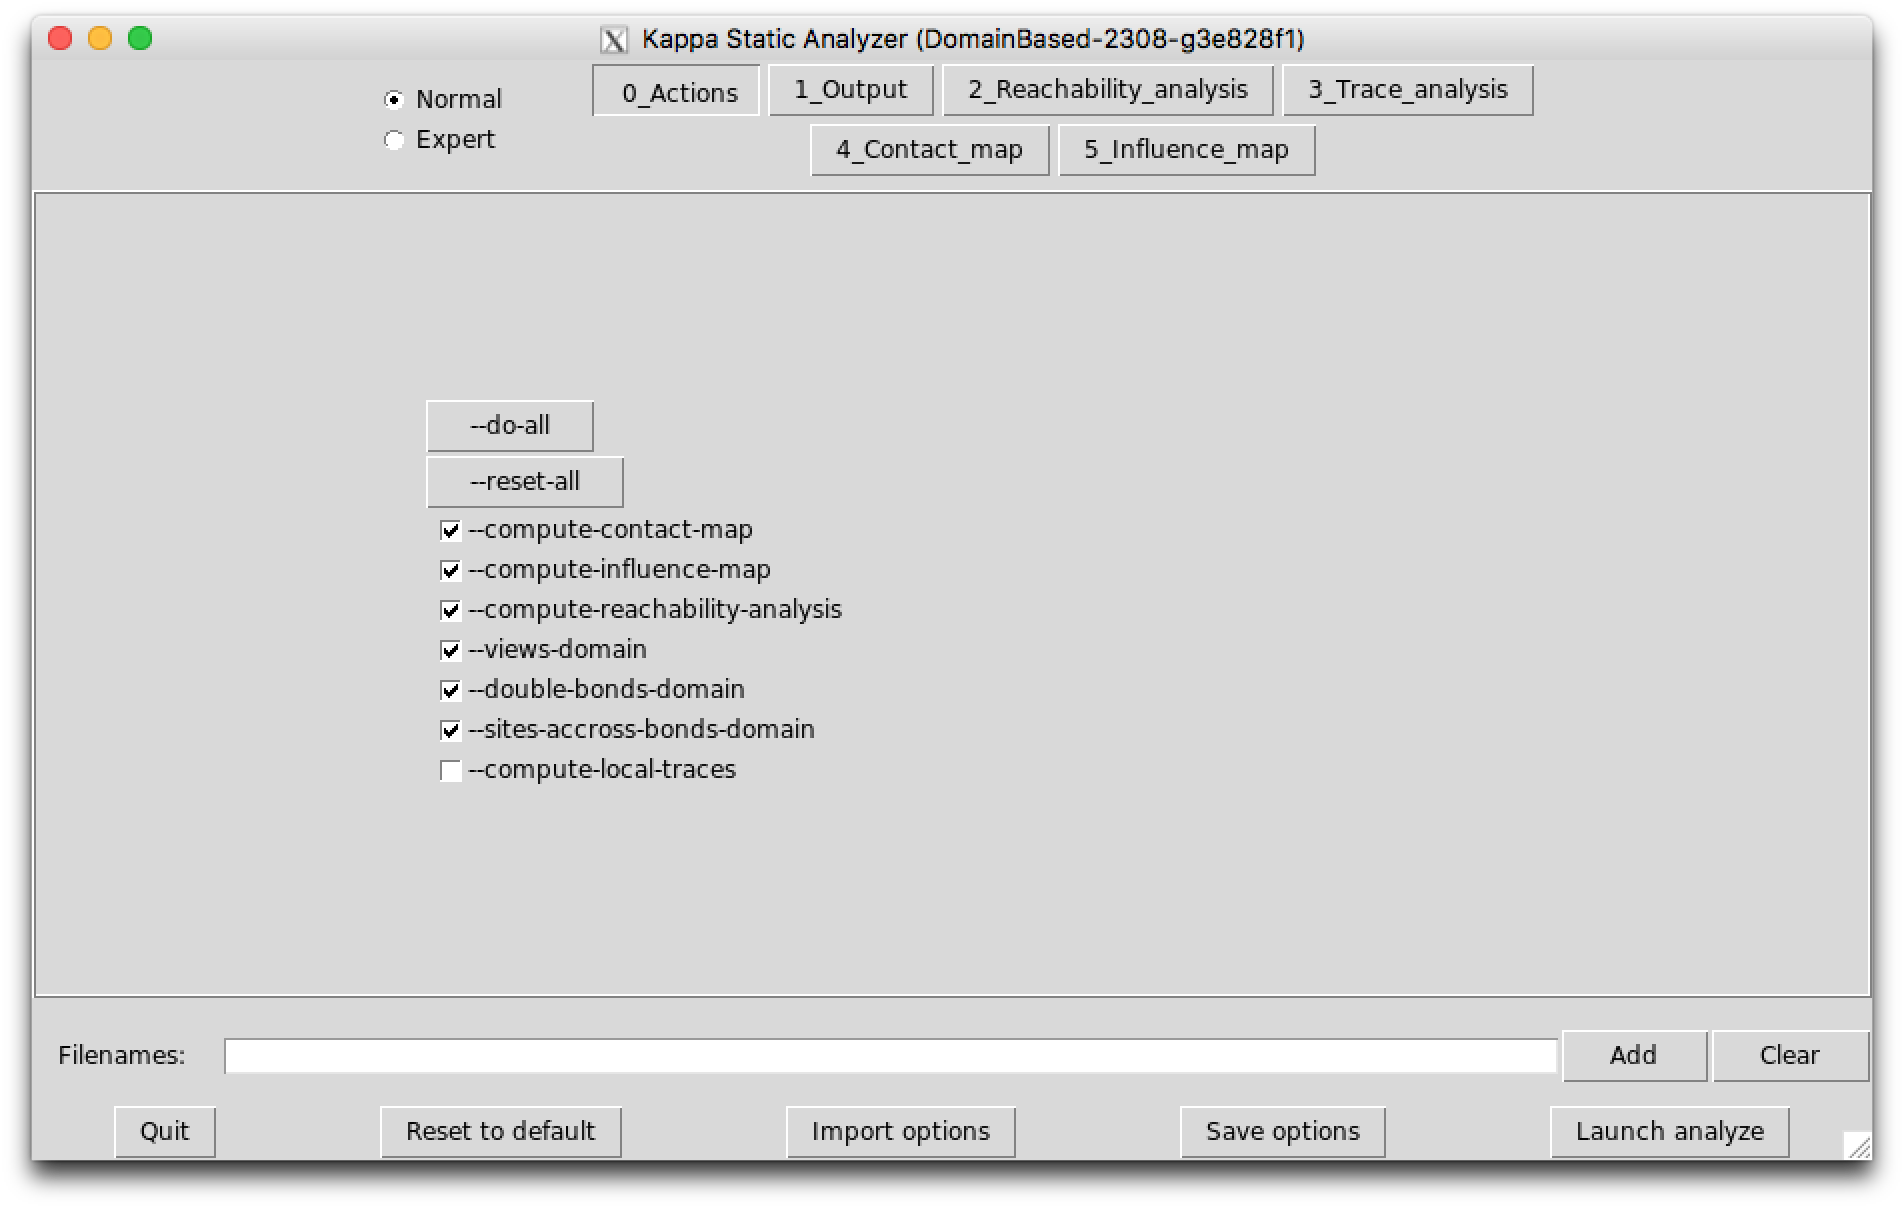 Kappa Static Analyzer (DomainBased-2308-g3e828f1)
Normal
Expert
0_Actions 1_Output 2_Reachability_analysis 3_Trace_analysis
4_Contact_map 5_Influence_map
--do-all
--reset-all
--compute-contact-map
--compute-influence-map
--compute-reachability-analysis
--views-domain
--double-bonds-domain
--sites-accross-bonds-domain
--compute-local-traces
Filenames: Add Clear
Quit Reset to default Import options Save options Launch analyze